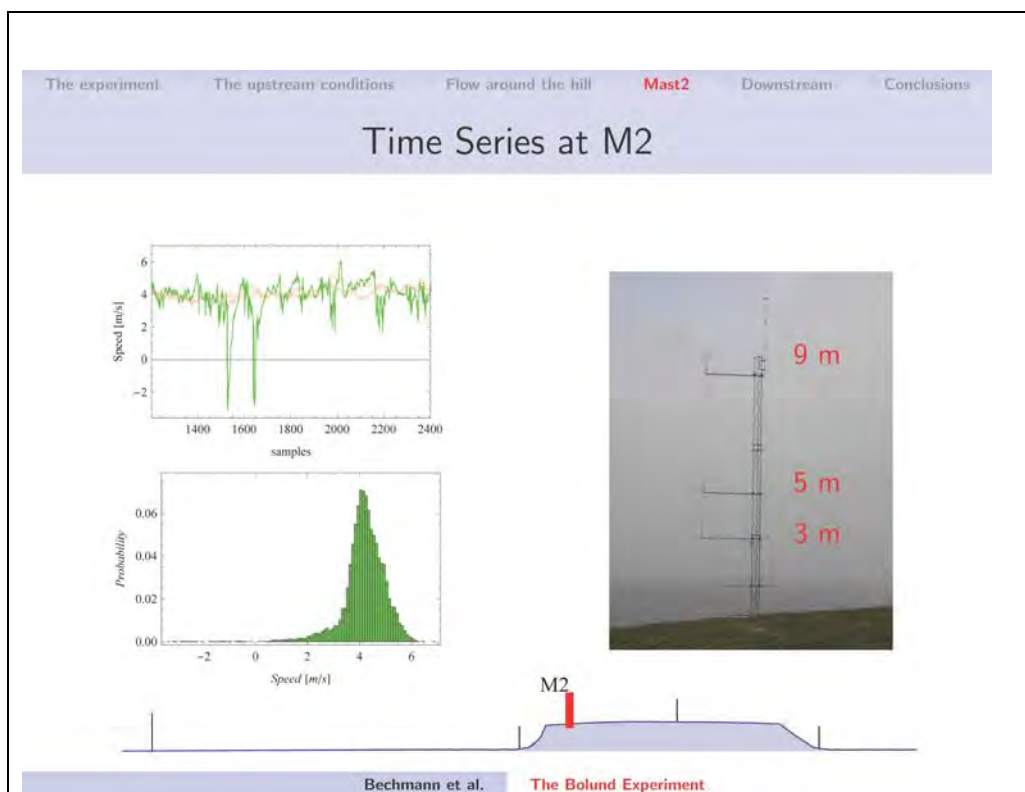 The experiment The upstream conditions Flow around the hill Mast2 Downstream Conclusions
Time Series at M2
Speed [m/s]
6
4
2
0
−2
1400 1600 1800 2000 2200 2400
samples
Probability
0.06
0.04
0.02
0.00
−2 0 2 4 6
Speed [m/s]
9 m
5 m
3 m
M2
Bechmann et al. The Bolund Experiment